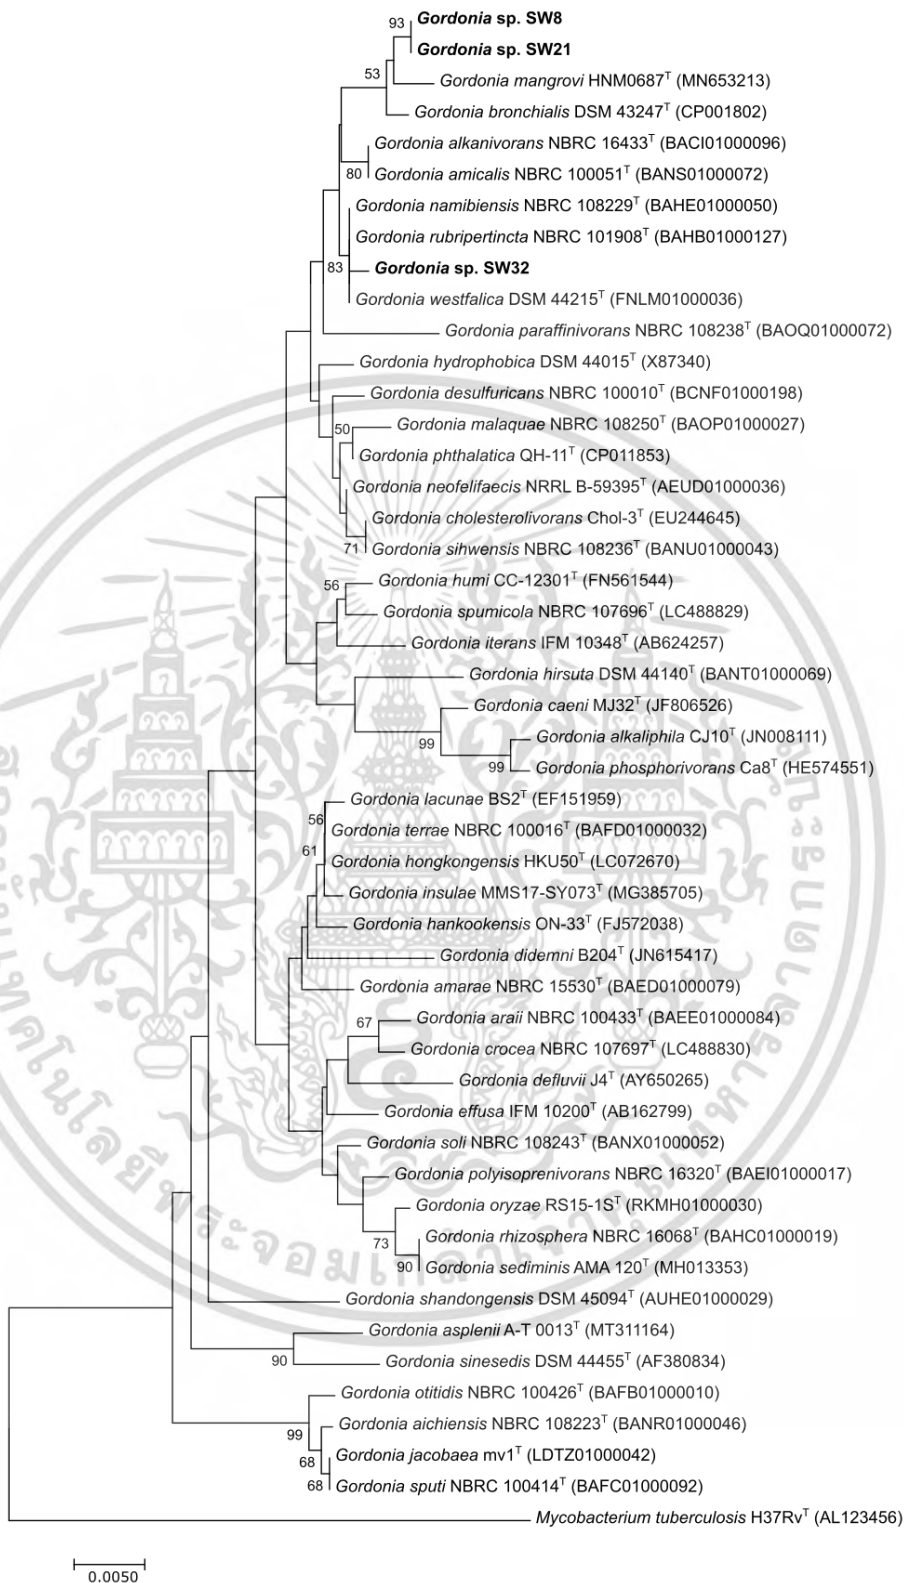 93
Gordonia sp. SW8
Gordonia sp. SW21
53
Gordonia mangrovi HNM0687ᵀ (MN653213)
Gordonia bronchialis DSM 43247ᵀ (CP001802)
Gordonia alkanivorans NBRC 16433ᵀ (BACI01000096)
80
Gordonia amicalis NBRC 100051ᵀ (BANS01000072)
Gordonia namibiensis NBRC 108229ᵀ (BAHE01000050)
Gordonia rubripertincta NBRC 101908ᵀ (BAHB01000127)
83
Gordonia sp. SW32
Gordonia westfalica DSM 44215ᵀ (FNLM01000036)
Gordonia paraffinivorans NBRC 108238ᵀ (BAOQ01000072)
Gordonia hydrophobica DSM 44015ᵀ (X87340)
Gordonia desulfuricans NBRC 100010ᵀ (BCNF01000198)
50
Gordonia malaquae NBRC 108250ᵀ (BAOP01000027)
Gordonia phthalatica QH-11ᵀ (CP011853)
Gordonia neofelifaecis NRRL B-59395ᵀ (AEUD01000036)
Gordonia cholesterolivorans Chol-3ᵀ (EU244645)
71
Gordonia sihwensis NBRC 108236ᵀ (BANU01000043)
56
Gordonia humi CC-12301ᵀ (FN561544)
Gordonia spumicola NBRC 107696ᵀ (LC488829)
Gordonia iterans IFM 10348ᵀ (AB624257)
Gordonia hirsuta DSM 44140ᵀ (BANT01000069)
Gordonia caeni MJ32ᵀ (JF806526)
99
Gordonia alkaliphila CJ10ᵀ (JN008111)
99
Gordonia phosphorivorans Ca8ᵀ (HE574551)
Gordonia lacunae BS2ᵀ (EF151959)
56
Gordonia terrae NBRC 100016ᵀ (BAFD01000032)
61
Gordonia hongkongensis HKU50ᵀ (LC072670)
Gordonia insulae MMS17-SY073ᵀ (MG385705)
Gordonia hankookensis ON-33ᵀ (FJ572038)
Gordonia didemni B204ᵀ (JN615417)
Gordonia amarae NBRC 15530ᵀ (BAED01000079)
67
Gordonia araii NBRC 100433ᵀ (BAEE01000084)
Gordonia crocea NBRC 107697ᵀ (LC488830)
Gordonia defluvii J4ᵀ (AY650265)
Gordonia effusa IFM 10200ᵀ (AB162799)
Gordonia soli NBRC 108243ᵀ (BANX01000052)
Gordonia polyisoprenivorans NBRC 16320ᵀ (BAEI01000017)
Gordonia oryzae RS15-1Sᵀ (RKMH01000030)
73
Gordonia rhizosphera NBRC 16068ᵀ (BAHC01000019)
90
Gordonia sediminis AMA 120ᵀ (MH013353)
Gordonia shandongensis DSM 45094ᵀ (AUHE01000029)
Gordonia asplenii A-T 0013ᵀ (MT311164)
90
Gordonia sinesedis DSM 44455ᵀ (AF380834)
Gordonia otitidis NBRC 100426ᵀ (BAFB01000010)
99
Gordonia aichiensis NBRC 108223ᵀ (BANR01000046)
68
Gordonia jacobaea mv1ᵀ (LDTZ01000042)
68
Gordonia sputi NBRC 100414ᵀ (BAFC01000092)
Mycobacterium tuberculosis H37Rvᵀ (AL123456)
0.0050